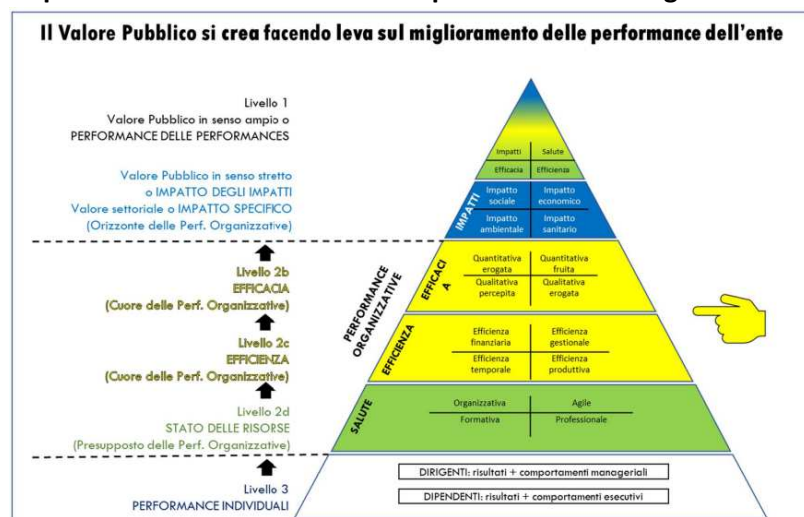 Il Valore Pubblico si crea facendo leva sul miglioramento delle performance dell'ente
Livello 1
Valore Pubblico in senso ampio o
PERFORMANCE DELLE PERFORMANCES
Valore Pubblico in senso stretto
o IMPATTO DEGLI IMPATTI
Valore settoriale o IMPATTO SPECIFICO
(Orizzonte delle Perf. Organizzative)
Livello 2b
EFFICACIA
(Cuore delle Perf. Organizzative)
Livello 2c
EFFICIENZA
(Cuore delle Perf. Organizzative)
Livello 2d
STATO DELLE RISORSE
(Presupposto delle Perf. Organizzative)
Livello 3
PERFORMANCE INDIVIDUALI
PERFORMANCE
ORGANIZZATIVE
Impatti Salute
Efficacia Efficienza
IMPATTI
Impatto sociale
Impatto economico
Impatto ambientale
Impatto sanitario
EFFICACI
A
Quantitativa erogata
Quantitativa fruita
Qualitativa percepita
Qualitativa erogata
EFFICIENZA
Efficienza finanziaria
Efficienza gestionale
Efficienza temporale
Efficienza produttiva
SALUTE
Organizzativa Agile
Formativa Professionale
DIRIGENTI: risultati + comportamenti manageriali
DIPENDENTI: risultati + comportamenti esecutivi